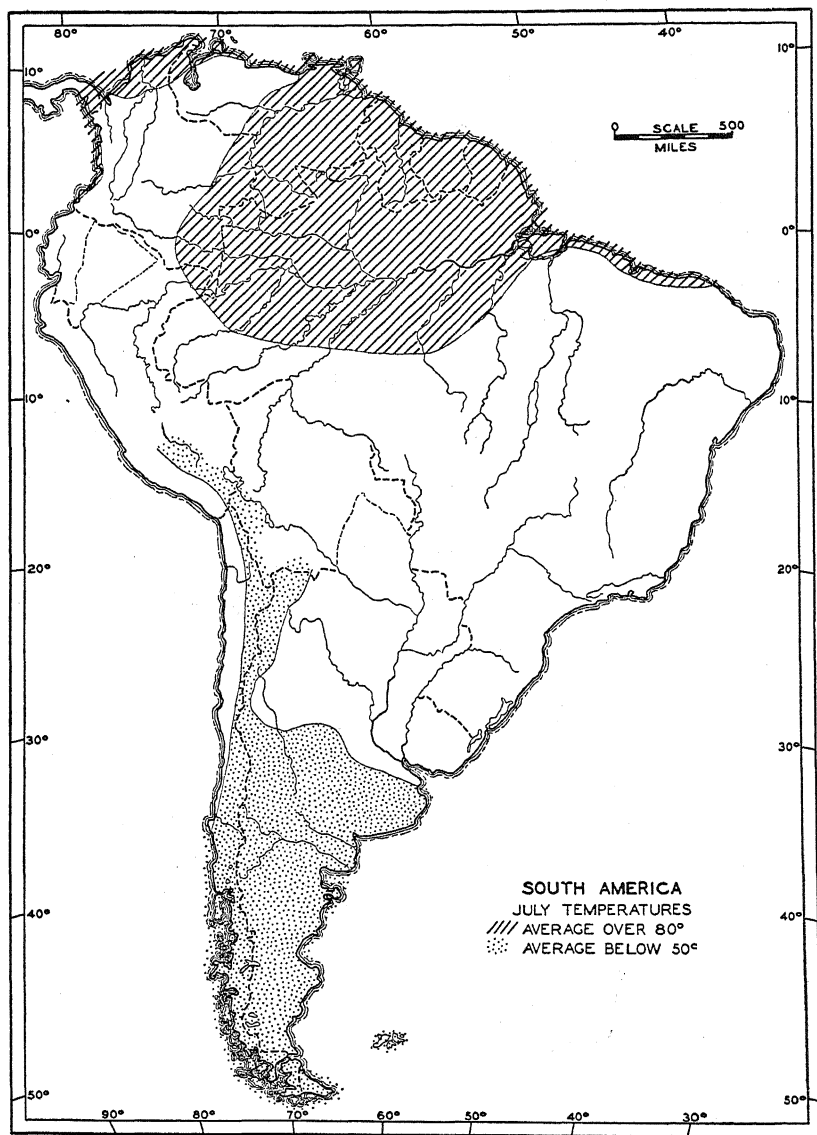 80° 70° 60° 50° 40° 10°
10°
0 SCALE 500
MILES
0° 0°
10° 10°
20° 20°
30° 30°
SOUTH AMERICA
JULY TEMPERATURES
AVERAGE OVER 80°
AVERAGE BELOW 50°
40° 40°
50° 50°
90° 80° 70° 60° 50° 40° 30°